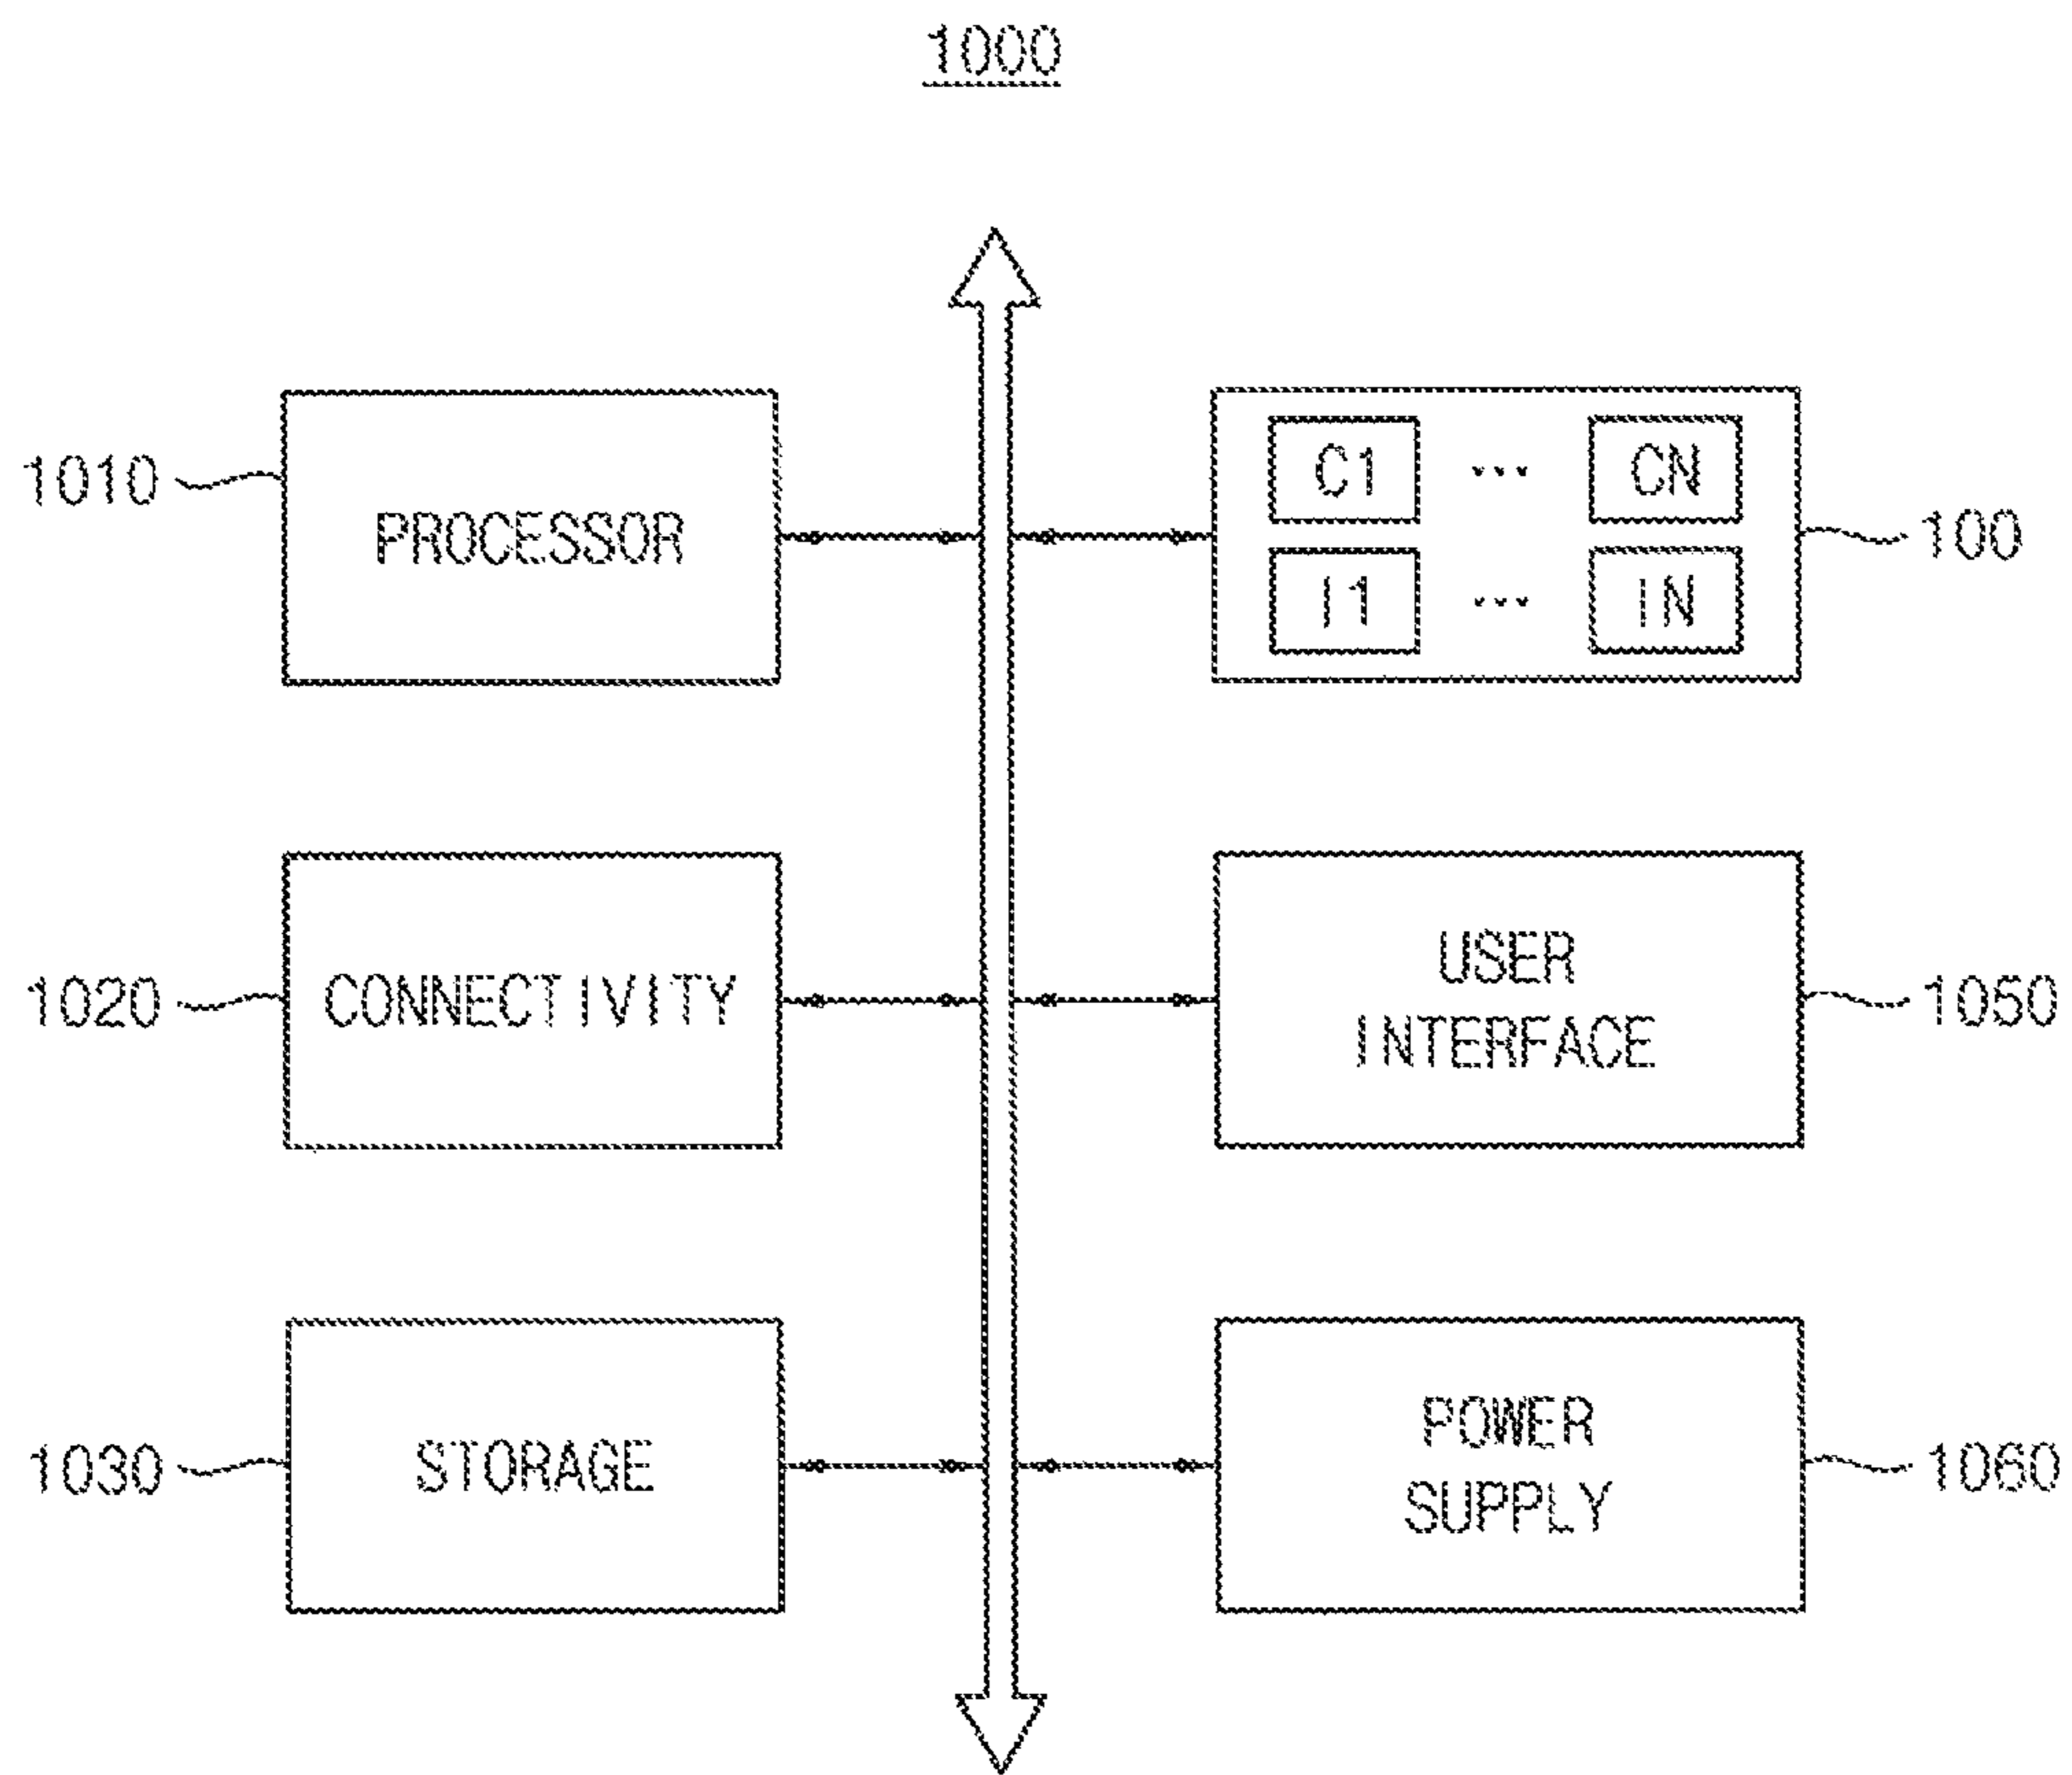 1000
1010
PROCESSOR
C1 ... CN
I1 ... IN
100
1020
CONNECTIVITY
USER
INTERFACE
1050
1030
STORAGE
POWER
SUPPLY
1060